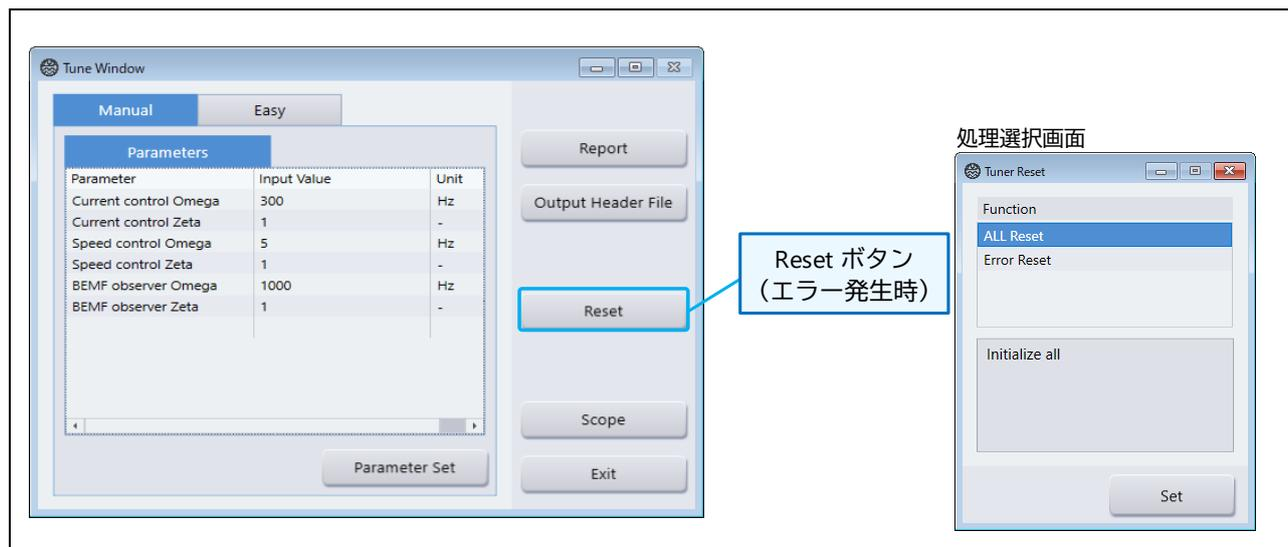 Tune Window
Manual
Easy
Parameters
Parameter Input Value Unit
Current control Omega 300 Hz
Current control Zeta 1 -
Speed control Omega 5 Hz
Speed control Zeta 1 -
BEMF observer Omega 1000 Hz
BEMF observer Zeta 1 -
Parameter Set
Report
Output Header File
Reset
Scope
Exit
Reset ボタン
（エラー発生時）
処理選択画面
Tuner Reset
Function
ALL Reset
Error Reset
Initialize all
Set